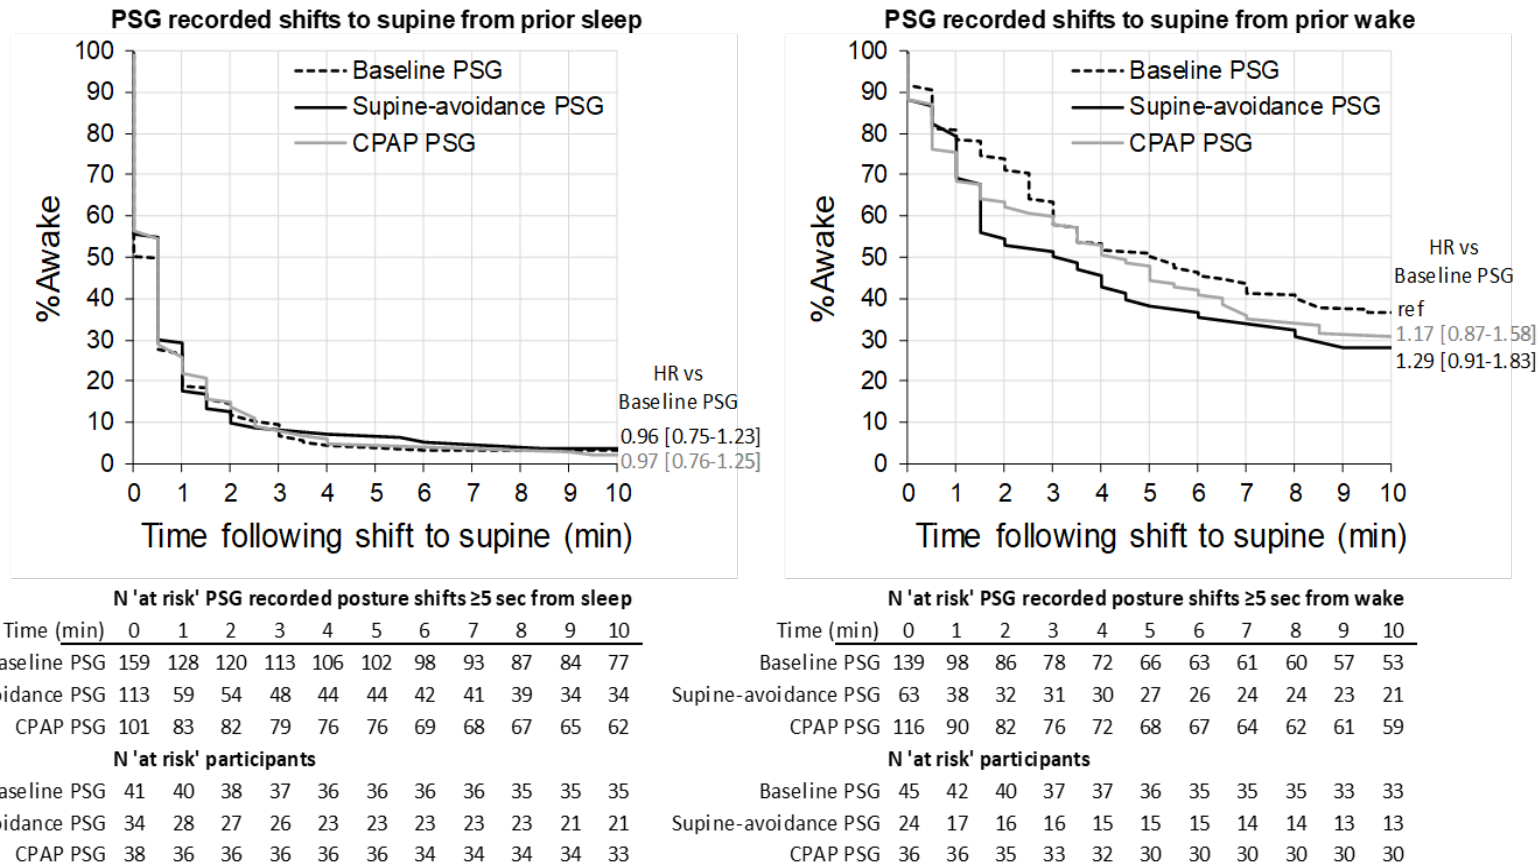 PSG recorded shifts to supine from prior sleep
100
90
80
70
60
50
40
30
20
10
0
%Awake
Baseline PSG
Supine-avoidance PSG
CPAP PSG
HR vs
Baseline PSG
0.96 [0.75-1.23]
0.97 [0.76-1.25]
0 1 2 3 4 5 6 7 8 9 10
Time following shift to supine (min)
PSG recorded shifts to supine from prior wake
100
90
80
70
60
50
40
30
20
10
0
%Awake
Baseline PSG
Supine-avoidance PSG
CPAP PSG
HR vs
Baseline PSG
ref
1.17 [0.87-1.58]
1.29 [0.91-1.83]
0 1 2 3 4 5 6 7 8 9 10
Time following shift to supine (min)
N 'at risk' PSG recorded posture shifts ≥5 sec from sleep
Time (min) 0 1 2 3 4 5 6 7 8 9 10
aseline PSG 159 128 120 113 106 102 98 93 87 84 77
oidance PSG 113 59 54 48 44 44 42 41 39 34 34
CPAP PSG 101 83 82 79 76 76 69 68 67 65 62
N 'at risk' participants
aseline PSG 41 40 38 37 36 36 36 36 35 35 35
oidance PSG 34 28 27 26 23 23 23 23 23 21 21
CPAP PSG 38 36 36 36 36 36 34 34 34 34 33
N 'at risk' PSG recorded posture shifts ≥5 sec from wake
Time (min) 0 1 2 3 4 5 6 7 8 9 10
Baseline PSG 139 98 86 78 72 66 63 61 60 57 53
Supine-avoidance PSG 63 38 32 31 30 27 26 24 24 23 21
CPAP PSG 116 90 82 76 72 68 67 64 62 61 59
N 'at risk' participants
Baseline PSG 45 42 40 37 37 36 35 35 35 33 33
Supine-avoidance PSG 24 17 16 16 15 15 15 14 14 13 13
CPAP PSG 36 36 35 33 32 30 30 30 30 30 30